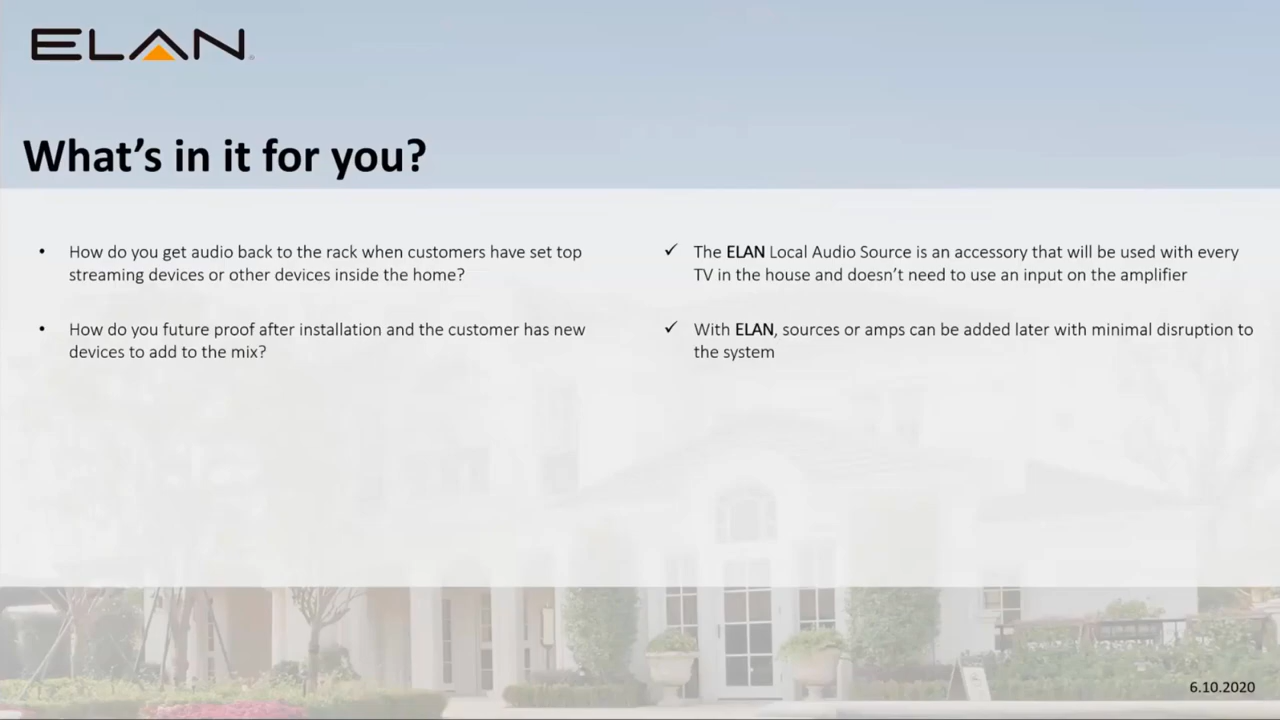 ELAN
What's in it for you?
• How do you get audio back to the rack when customers have set top
streaming devices or other devices inside the home?
• How do you future proof after installation and the customer has new
devices to add to the mix?
✓ The ELAN Local Audio Source is an accessory that will be used with every
TV in the house and doesn't need to use an input on the amplifier
✓ With ELAN, sources or amps can be added later with minimal disruption to
the system
6.10.2020